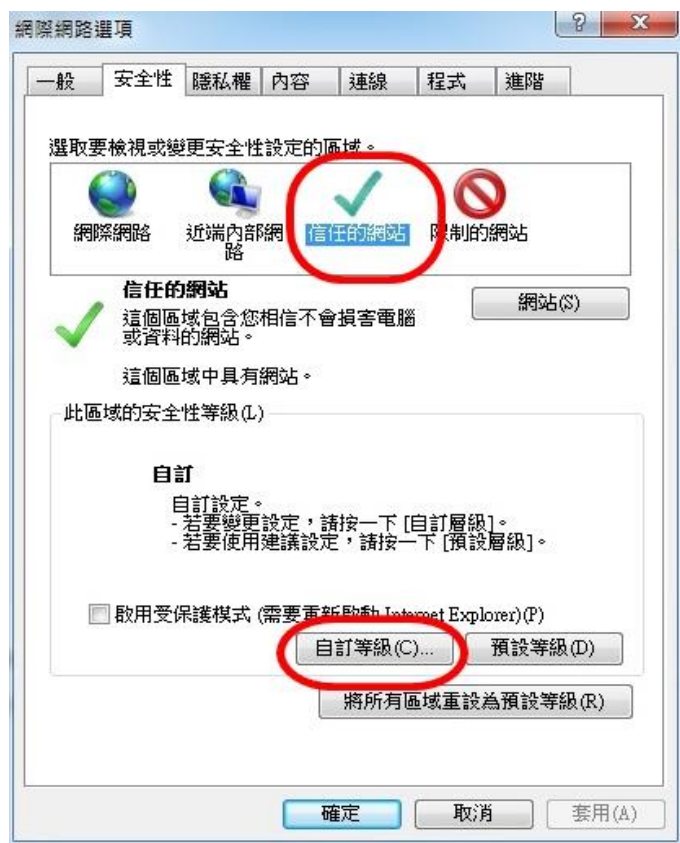 網際網路選項
一般 安全性 隱私權 內容 連線 程式 進階
選取要檢視或變更安全性設定的區域。
網際網路 近端內部網路 信任的網站 限制的網站
信任的網站
網站(S)
這個區域包含您相信不會損害電腦
或資料的網站。
這個區域中具有網站。
此區域的安全性等級(L)
自訂
自訂設定。
- 若要變更設定，請按一下 [自訂層級]。
- 若要使用建議設定，請按一下 [預設層級]。
啟用受保護模式 (需要重新啟動 Internet Explorer)(P)
自訂等級(C)... 預設等級(D)
將所有區域重設為預設等級(R)
確定 取消 套用(A)